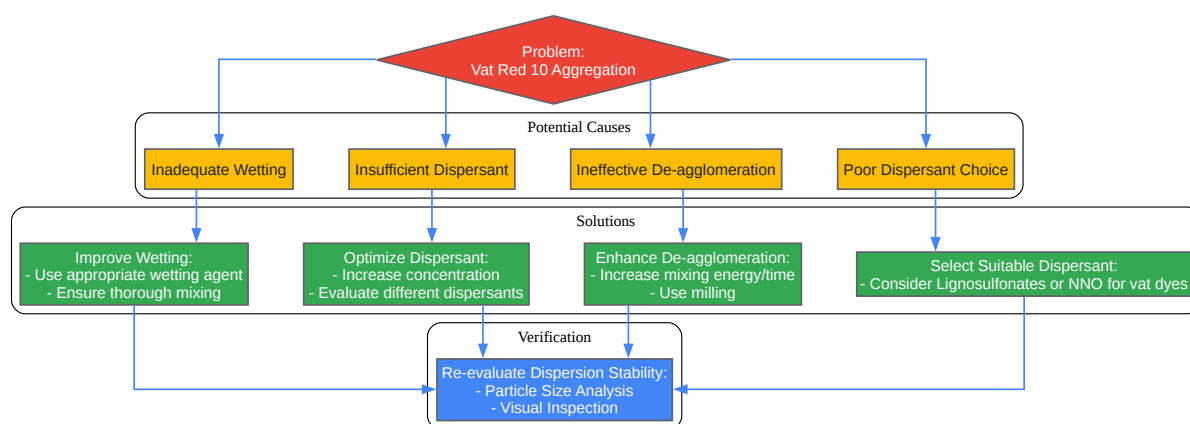 Problem:
Vat Red 10 Aggregation
Potential Causes
Inadequate Wetting
Insufficient Dispersant
Ineffective De-agglomeration
Poor Dispersant Choice
Solutions
Improve Wetting:
- Use appropriate wetting agent
- Ensure thorough mixing
Optimize Dispersant:
- Increase concentration
- Evaluate different dispersants
Enhance De-agglomeration:
- Increase mixing energy/time
- Use milling
Select Suitable Dispersant:
- Consider Lignosulfonates or NNO for vat dyes
Verification
Re-evaluate Dispersion Stability:
- Particle Size Analysis
- Visual Inspection